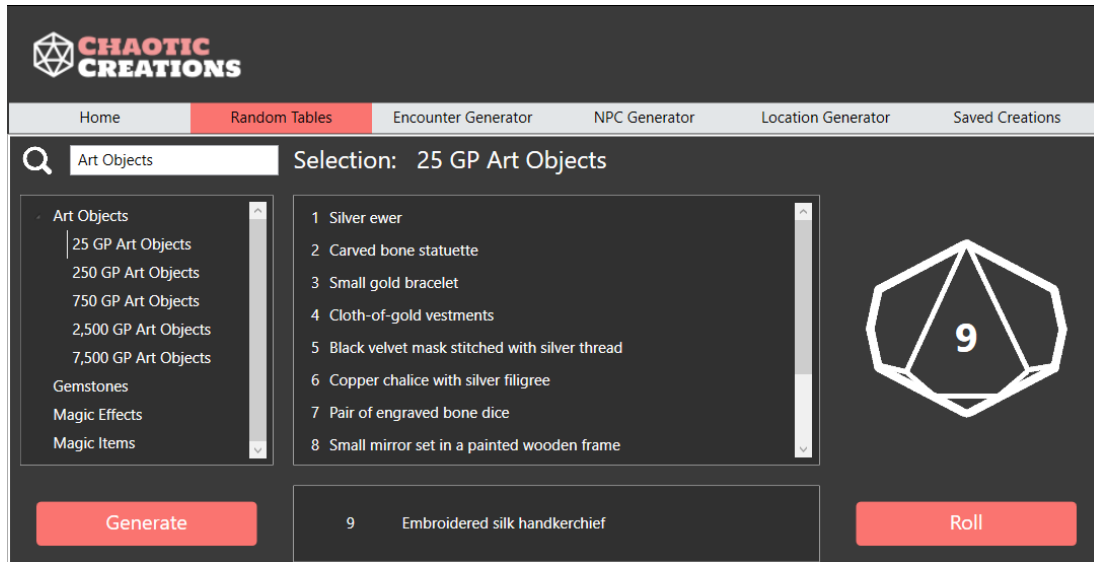 CHAOTIC
CREATIONS
Home Random Tables Encounter Generator NPC Generator Location Generator Saved Creations
Art Objects Selection: 25 GP Art Objects
Art Objects
25 GP Art Objects
250 GP Art Objects
750 GP Art Objects
2,500 GP Art Objects
7,500 GP Art Objects
Gemstones
Magic Effects
Magic Items
1 Silver ewer
2 Carved bone statuette
3 Small gold bracelet
4 Cloth-of-gold vestments
5 Black velvet mask stitched with silver thread
6 Copper chalice with silver filigree
7 Pair of engraved bone dice
8 Small mirror set in a painted wooden frame
9
Generate
9 Embroidered silk handkerchief
Roll